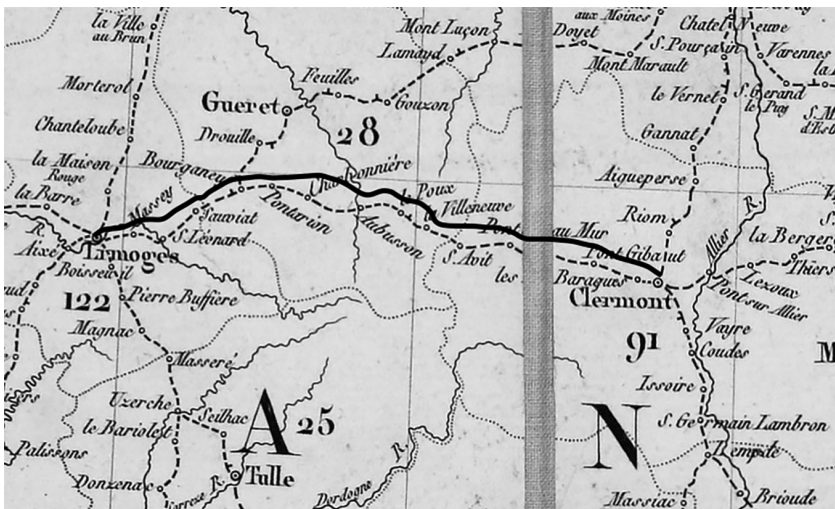 la Ville
au Brun
Mont Luçon
aux Moines
Doyet
Chatel Neuve
S. Pourçain
Varennes
Lamayd
Mont Marault
Feuilles
Morterol
Gueret
Gouzon
le Vernet
S. Gerand
le Puy
Chanteloube
Drouille
28
Gannat
la Maison
Rouge
Bourganeuf
Charbonnière
Aigueperse
la Barre
Massey
Poux
Villeneuve
Riom
R.
Sauviat
Pontarion
Aubusson
Pont
au Mur
Allier
R.
la Berger
Aixe
Limoges
S. Léonard
S. Avit
Pont Gibaut
Thiers
Boisseuil
les
Baraques
Lezoux
Pont sur Allier
122
Pierre Buffière
Clermont
Magnac
91
Vayre
Coudes
M
Masseré
Issoire
Uzerche
Seilhac
A
25
N
S. Germain Lambron
le Bariolet
R.
Lempde
Palissons
Tulle
Donzenac
Correze R.
Dordogne
Massiac
Brioude